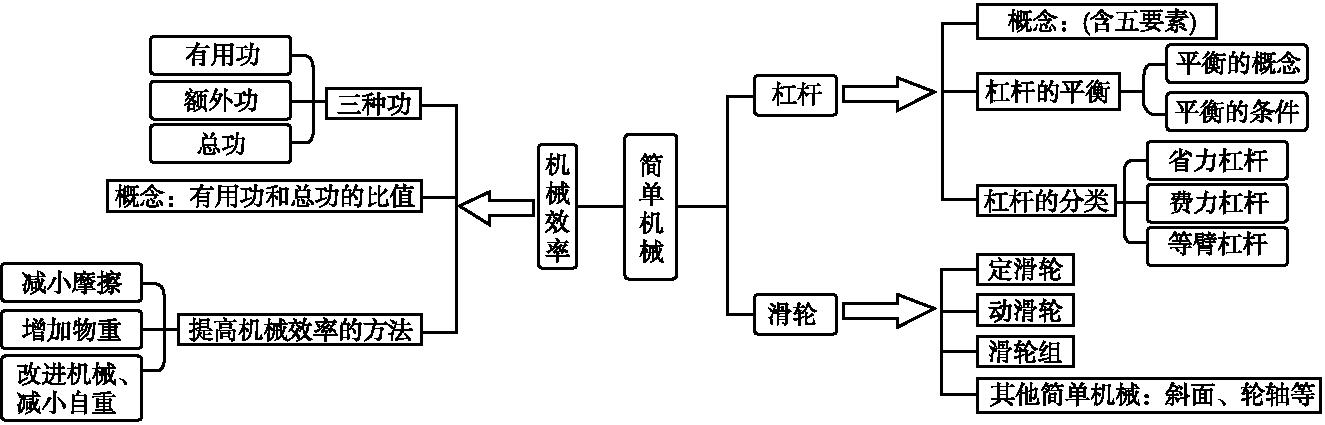 有用功
额外功
总功
三种功
概念：有用功和总功的比值
减小摩擦
增加物重
改进机械、
减小自重
提高机械效率的方法
机械效率
简单机械
杠杆
概念：(含五要素)
杠杆的平衡
平衡的概念
平衡的条件
杠杆的分类
省力杠杆
费力杠杆
等臂杠杆
滑轮
定滑轮
动滑轮
滑轮组
其他简单机械：斜面、轮轴等